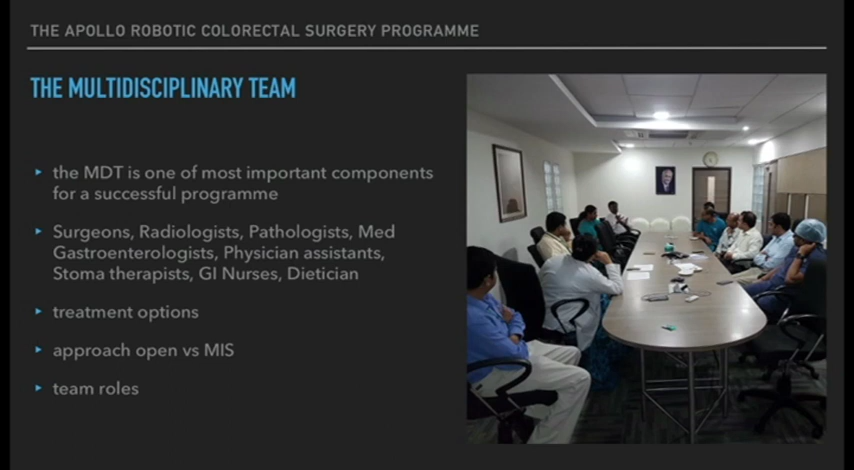 THE APOLLO ROBOTIC COLORECTAL SURGERY PROGRAMME
THE MULTIDISCIPLINARY TEAM
the MDT is one of most important components
for a successful programme
Surgeons, Radiologists, Pathologists, Med
Gastroenterologists, Physician assistants,
Stoma therapists, GI Nurses, Dietician
treatment options
approach open vs MIS
team roles